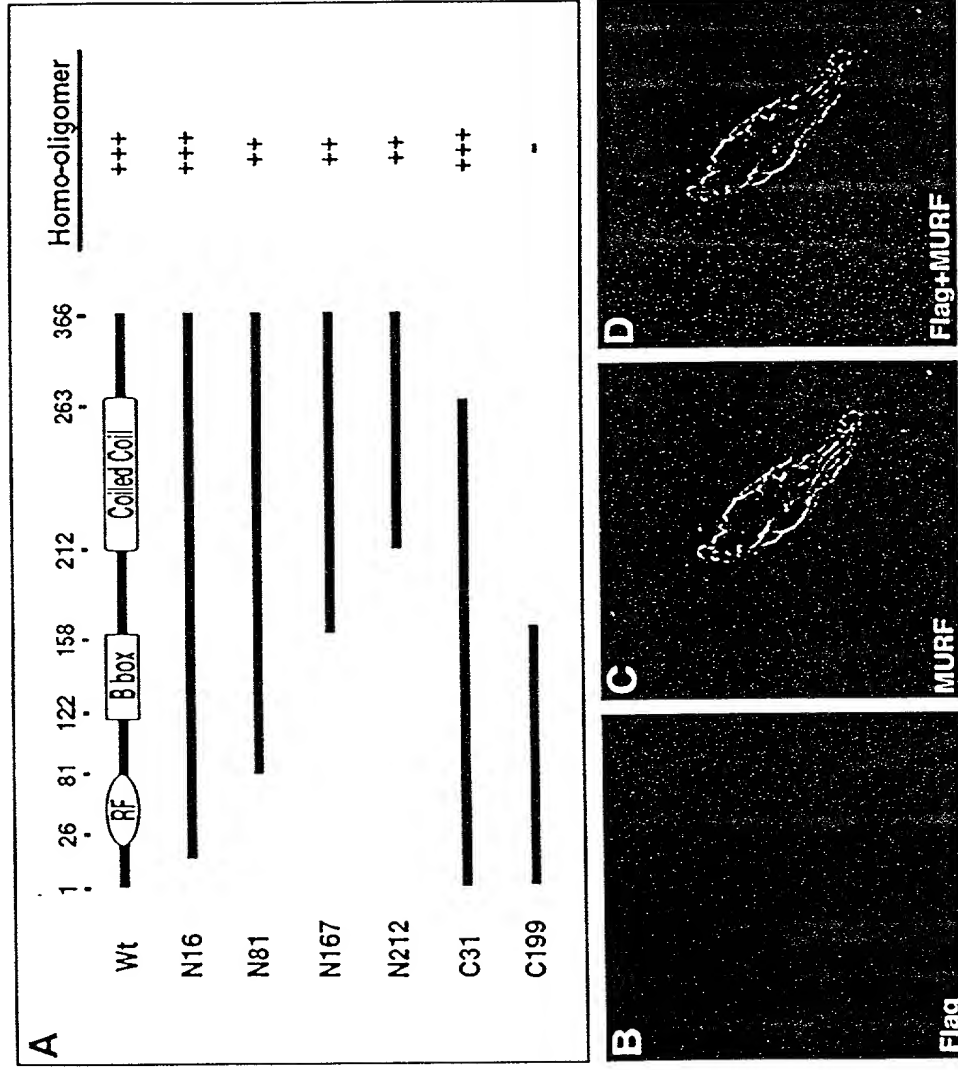 A
Homo-oligomer
1 26 81 122 158 212 263 366
Wt RF B box Coiled Coil +++
N16 +++
N81 ++
N167 ++
N212 ++
C31 +++
C199 -
B
Flag
C
MURF
D
Flag+MURF